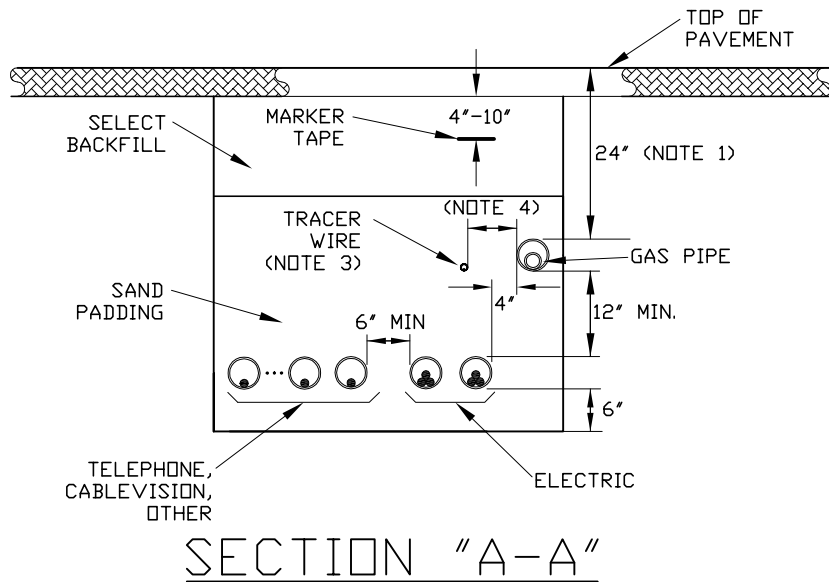 TOP OF
PAVEMENT
SELECT
BACKFILL
MARKER
TAPE
4"-10"
24" (NOTE 1)
TRACER
WIRE
(NOTE 3)
(NOTE 4)
GAS PIPE
SAND
PADDING
6" MIN
4"
12" MIN.
6"
TELEPHONE,
CABLEVISION,
OTHER
ELECTRIC
SECTION "A-A"